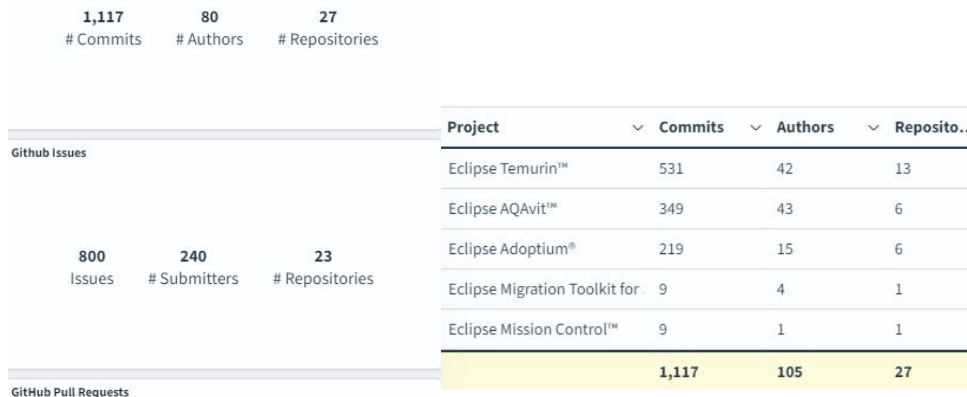 1,117 80 27
# Commits # Authors # Repositories
Github Issues
800 240 23
Issues # Submitters # Repositories
GitHub Pull Requests
Project Commits Authors Reposito..
Eclipse Temurin™ 531 42 13
Eclipse AQAvit™ 349 43 6
Eclipse Adoptium® 219 15 6
Eclipse Migration Toolkit for 9 4 1
Eclipse Mission Control™ 9 1 1
1,117 105 27